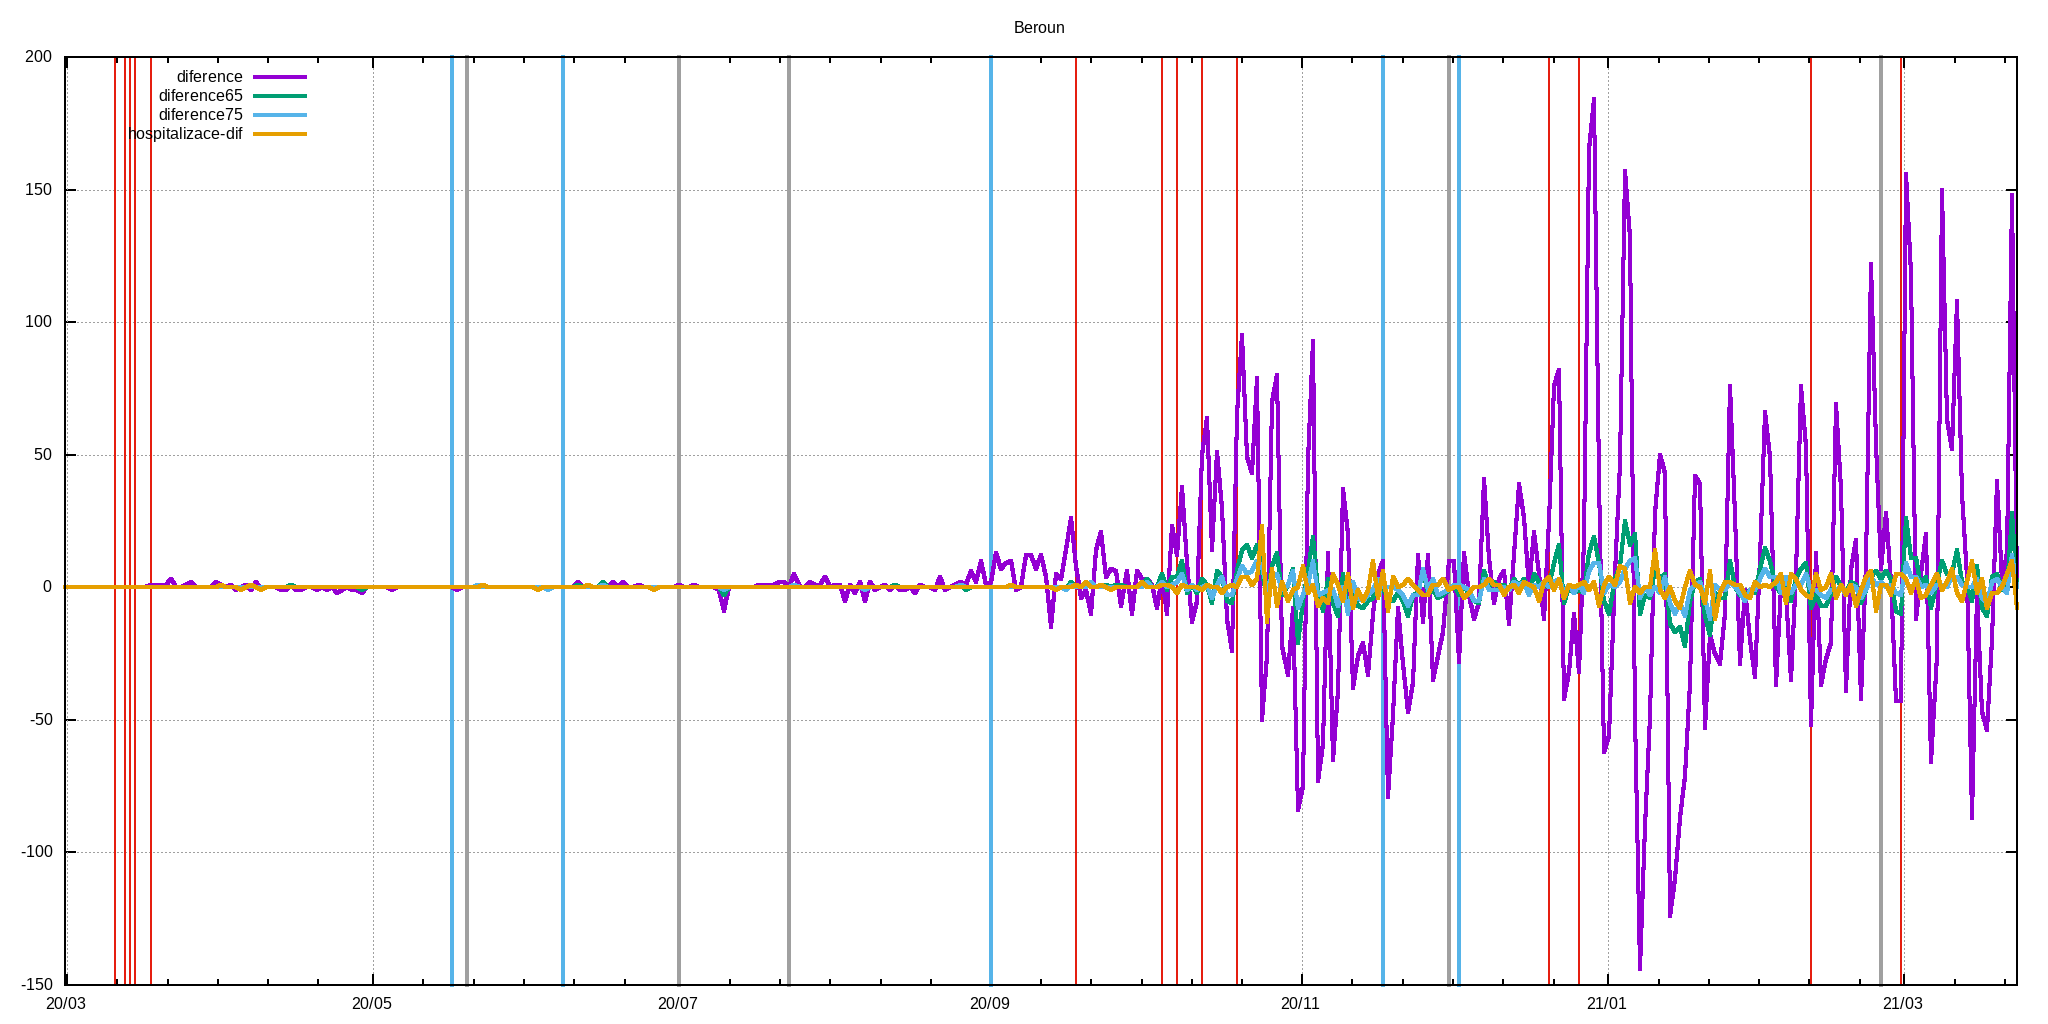 Beroun
diference
diference65
diference75
hospitalizace-dif
200
150
100
50
0
-50
-100
-150
20/03 20/05 20/07 20/09 20/11 21/01 21/03